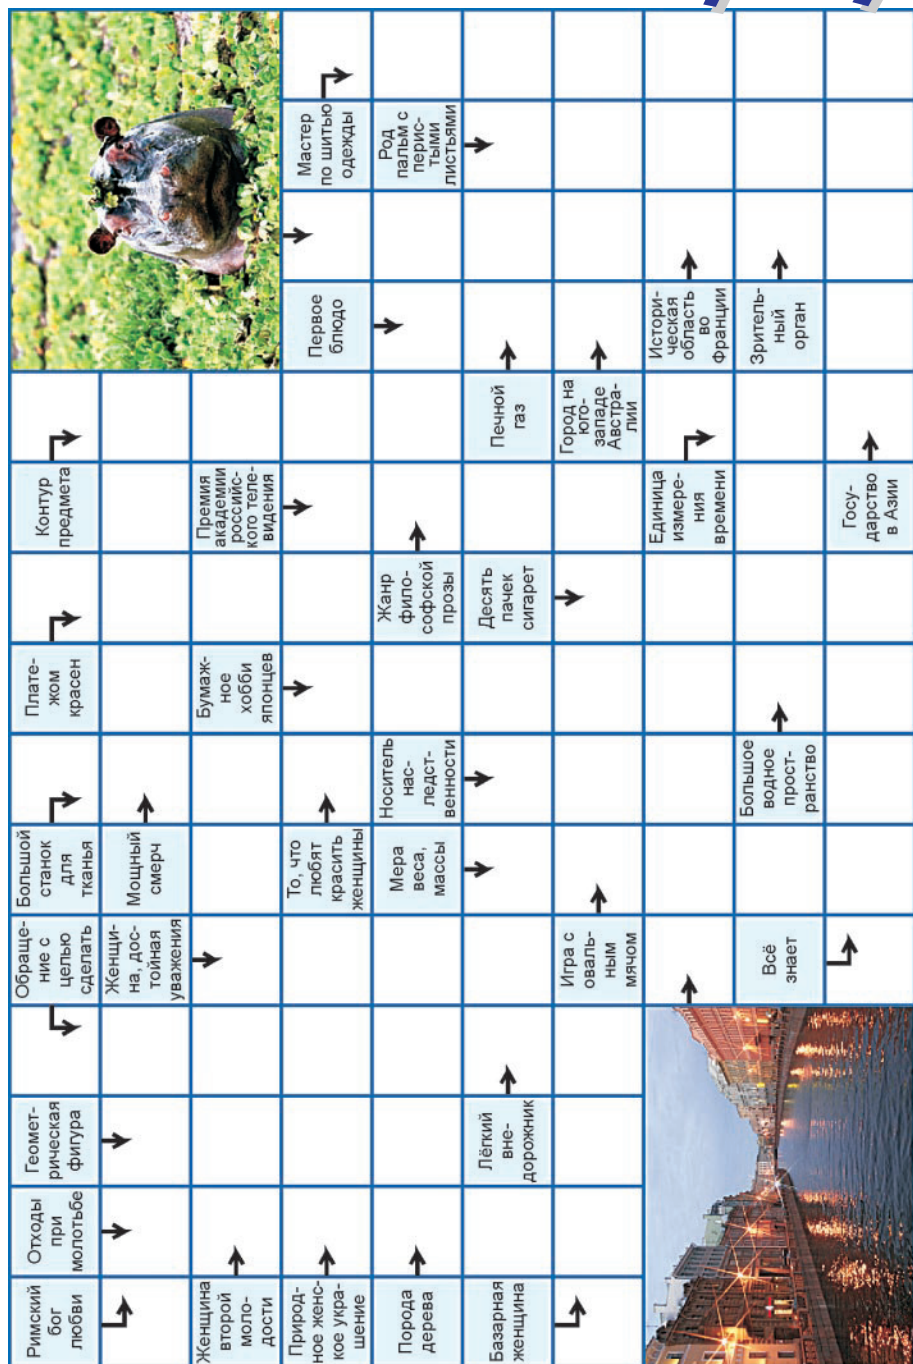 Римский
бог
любви
Отходы
при
молотьбе
Геомет-
рическая
фигура
Обраще-
ние с
целью
сделать
Большой
станок
для
тканья
Плате-
жом
красен
Контур
предмета
Женщи-
на, дос-
тойная
уважения
Мощный
смерч
Женщина
второй
моло-
дости
Бумаж-
ное
хобби
японцев
Премия
академии
российс-
кого теле-
видения
Природ-
ное женс-
кое укра-
шение
То, что
любят
красить
женщины
Первое
блюдо
Мастер
по шитью
одежды
Порода
дерева
Мера
веса,
массы
Носитель
нас-
ледст-
венности
Жанр
фило-
софской
прозы
Род
пальм с
перис-
тыми
листьями
Базарная
женщина
Лёгкий
вне-
дорожник
Десять
пачек
сигарет
Печной
газ
Игра с
оваль-
ным
мячом
Город на
юго-
западе
Австра-
лии
Единица
измере-
ния
времени
Истори-
ческая
область
во
Франции
Всё
знает
Большое
водное
прост-
ранство
Зритель-
ный
орган
Госу-
дарство
в Азии